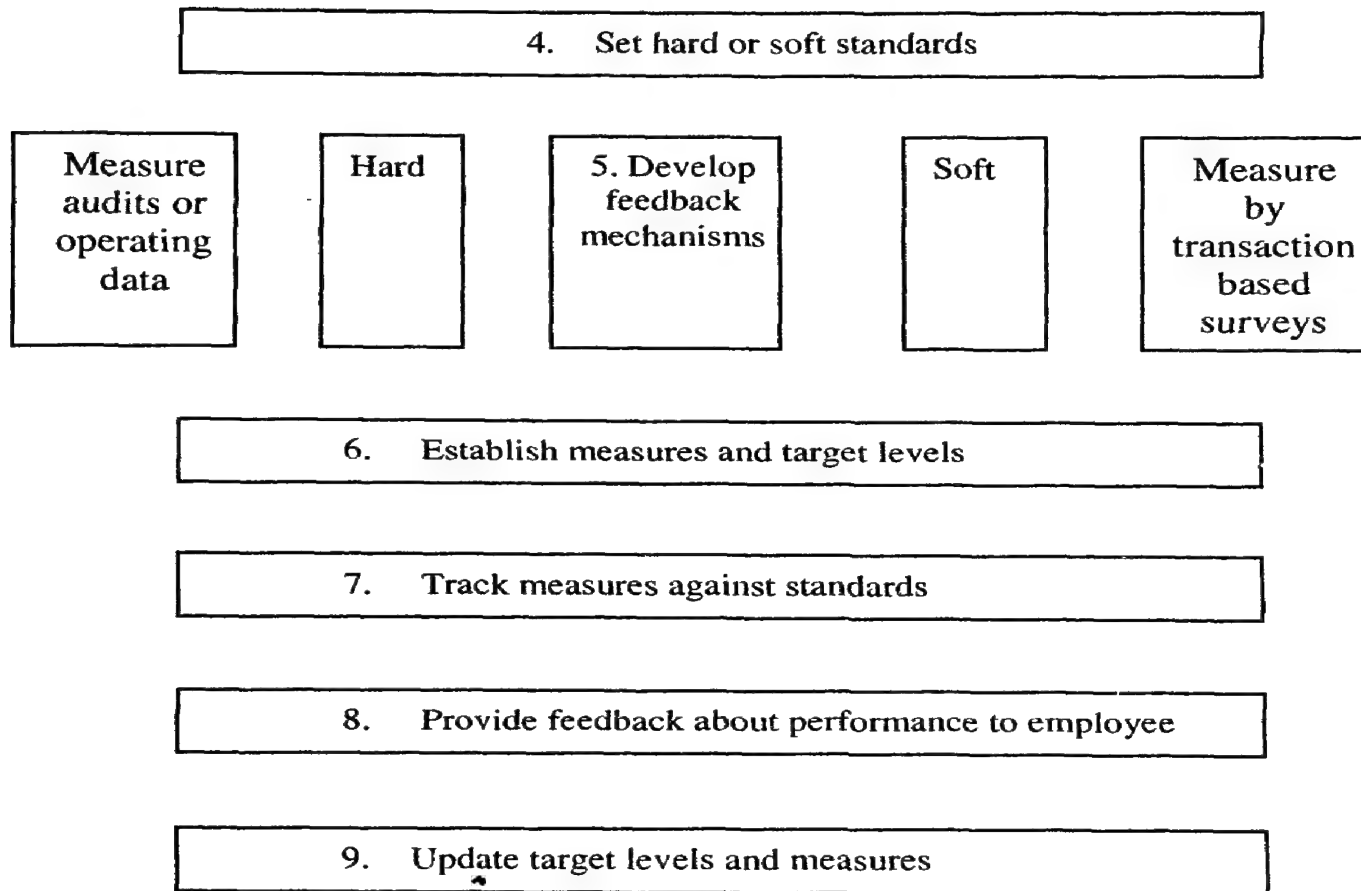 4. Set hard or soft standards
Measure
audits or
operating
data
Hard
5. Develop
feedback
mechanisms
Soft
Measure
by
transaction
based
surveys
6. Establish measures and target levels
7. Track measures against standards
8. Provide feedback about performance to employee
9. Update target levels and measures